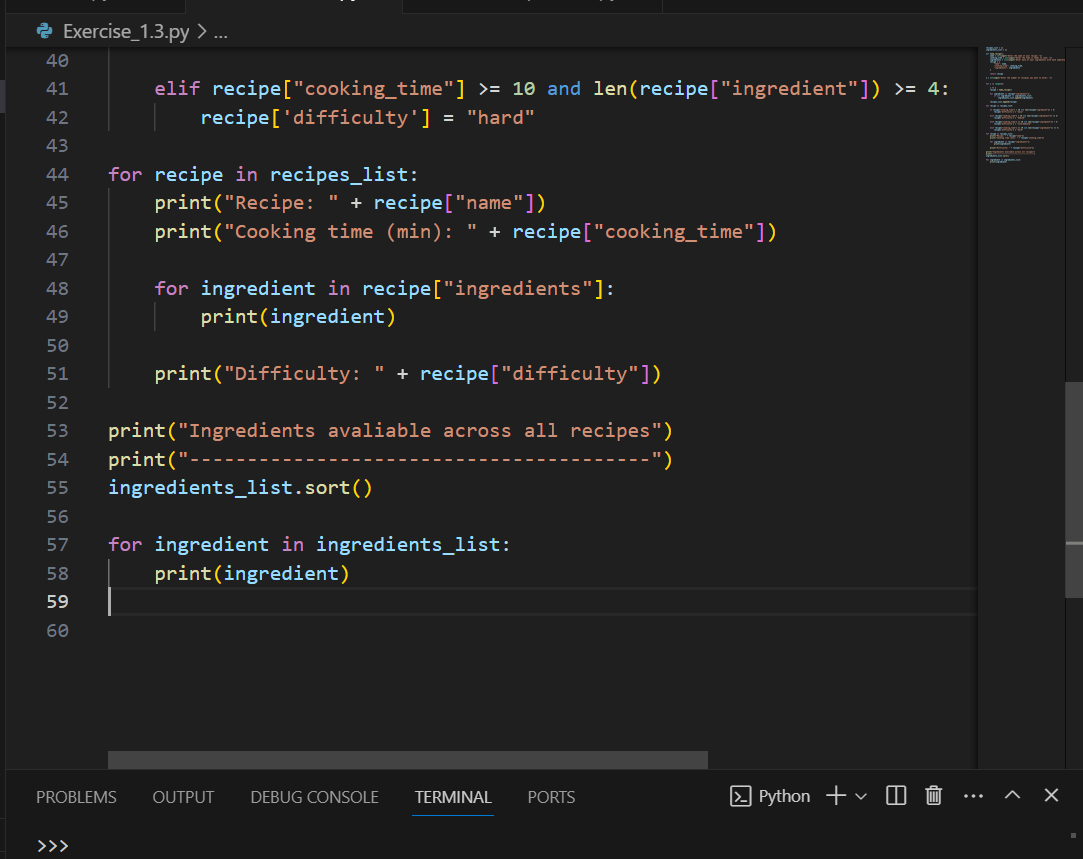 Exercise_1.3.py > ...
40
41 elif recipe["cooking_time"] >= 10 and len(recipe["ingredient"]) >= 4:
42 recipe['difficulty'] = "hard"
43
44 for recipe in recipes_list:
45 print("Recipe: " + recipe["name"])
46 print("Cooking time (min): " + recipe["cooking_time"])
47
48 for ingredient in recipe["ingredients"]:
49 print(ingredient)
50
51 print("Difficulty: " + recipe["difficulty"])
52
53 print("Ingredients avaliable across all recipes")
54 print("----------------------------------------")
55 ingredients_list.sort()
56
57 for ingredient in ingredients_list:
58 print(ingredient)
59
60
PROBLEMS OUTPUT DEBUG CONSOLE TERMINAL PORTS Python
>>>